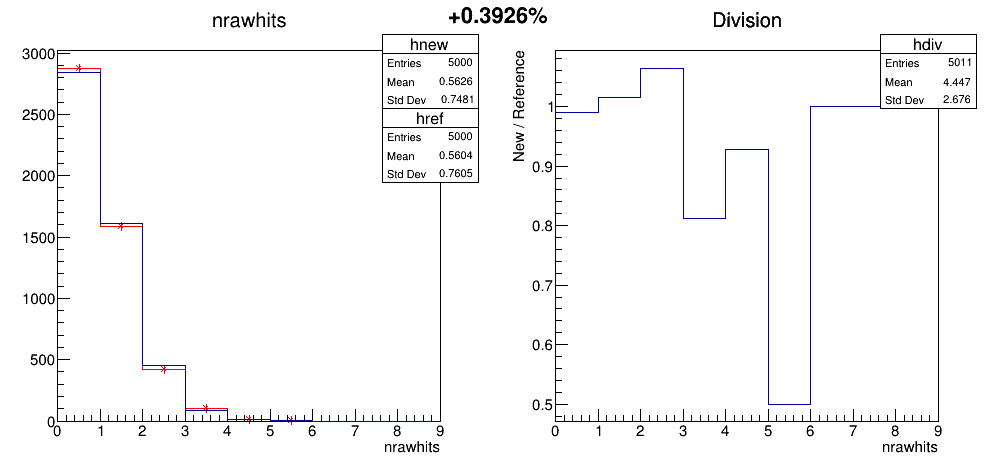 +0.3926%
nrawhits
hnew
Entries 5000
Mean 0.5626
Std Dev 0.7481
href
Entries 5000
Mean 0.5604
Std Dev 0.7605
3000
2500
2000
1500
1000
500
0
0 1 2 3 4 5 6 7 8 9
nrawhits
Division
hdiv
Entries 5011
Mean 4.447
Std Dev 2.676
New / Reference
1
0.9
0.8
0.7
0.6
0.5
0 1 2 3 4 5 6 7 8 9
nrawhits